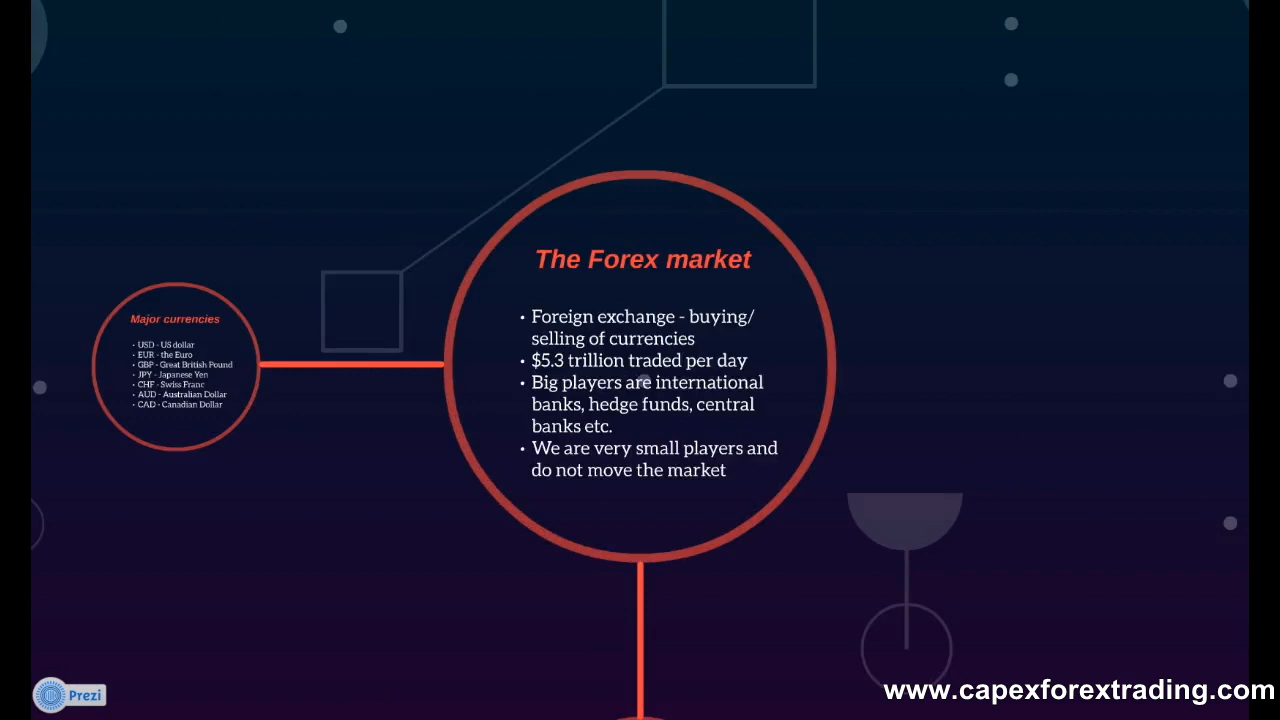 The Forex market
• Foreign exchange - buying/
selling of currencies
• $5.3 trillion traded per day
• Big players are international
banks, hedge funds, central
banks etc.
• We are very small players and
do not move the market
Major currencies
• USD - US dollar
• EUR - the Euro
• GBP - Great British Pound
• JPY - Japanese Yen
• CHF - Swiss Franc
• AUD - Australian Dollar
• CAD - Canadian Dollar
Prezi
www.capexforextrading.com